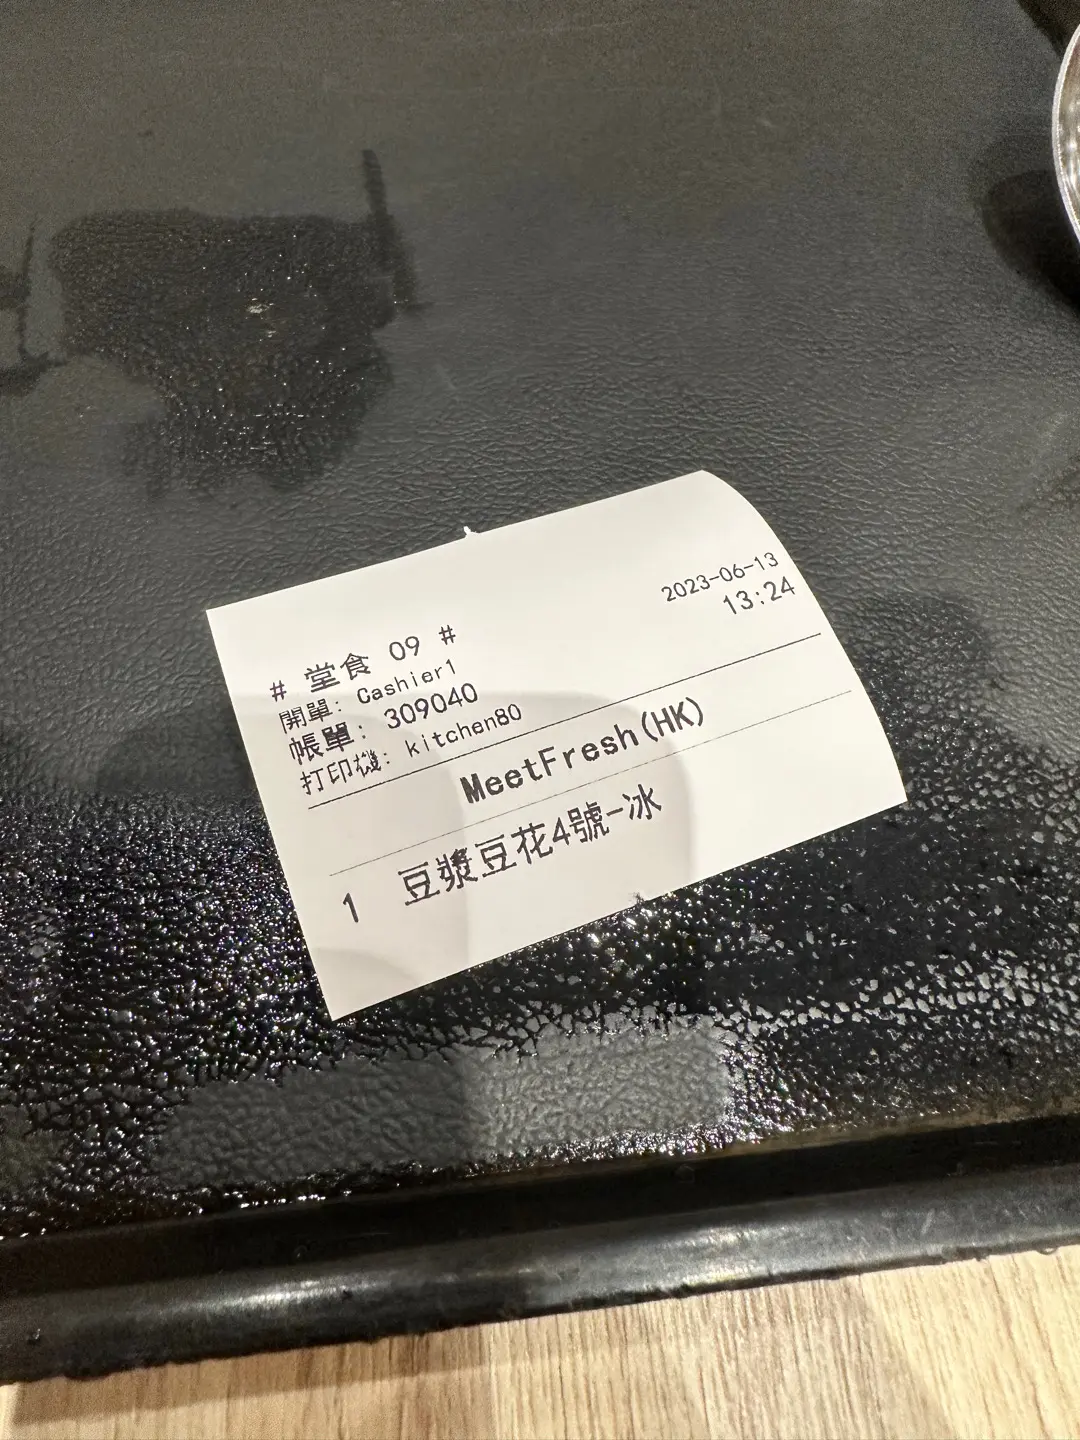 2023-06-13
13:24
# 堂食 09 #
開單: Cashier1
帳單: 309040
打印機: kitchen80
MeetFresh(HK)
1 豆漿豆花4號-冰